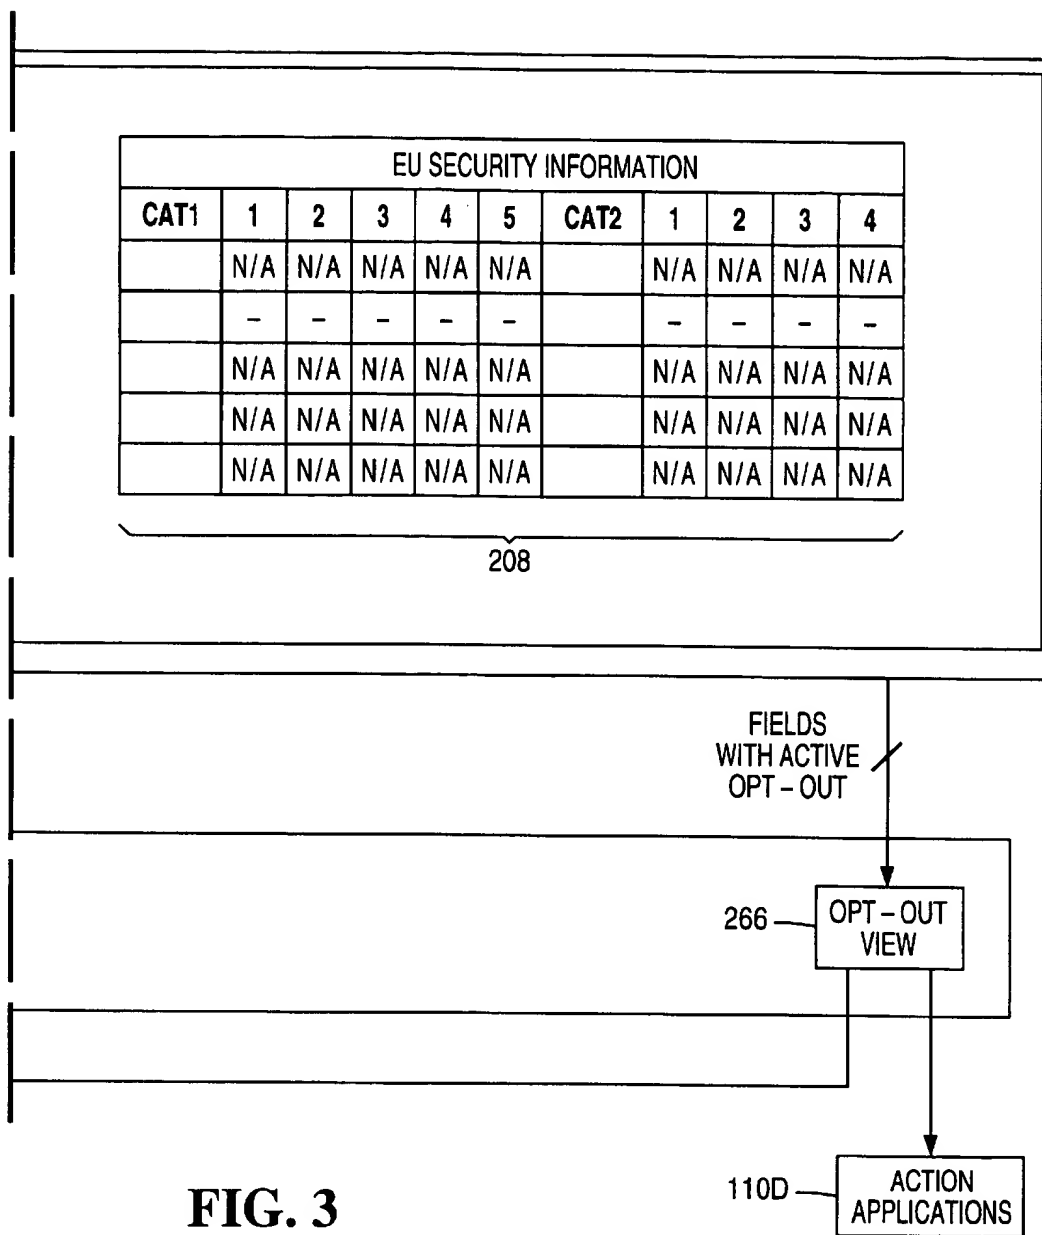 EU SECURITY INFORMATION
CAT1 1 2 3 4 5 CAT2 1 2 3 4
N/A N/A N/A N/A N/A N/A N/A N/A N/A
– – – – – – – – –
N/A N/A N/A N/A N/A N/A N/A N/A N/A
N/A N/A N/A N/A N/A N/A N/A N/A N/A
N/A N/A N/A N/A N/A N/A N/A N/A N/A
208
FIELDS
WITH ACTIVE
OPT – OUT
266
OPT – OUT
VIEW
110D
ACTION
APPLICATIONS
FIG. 3